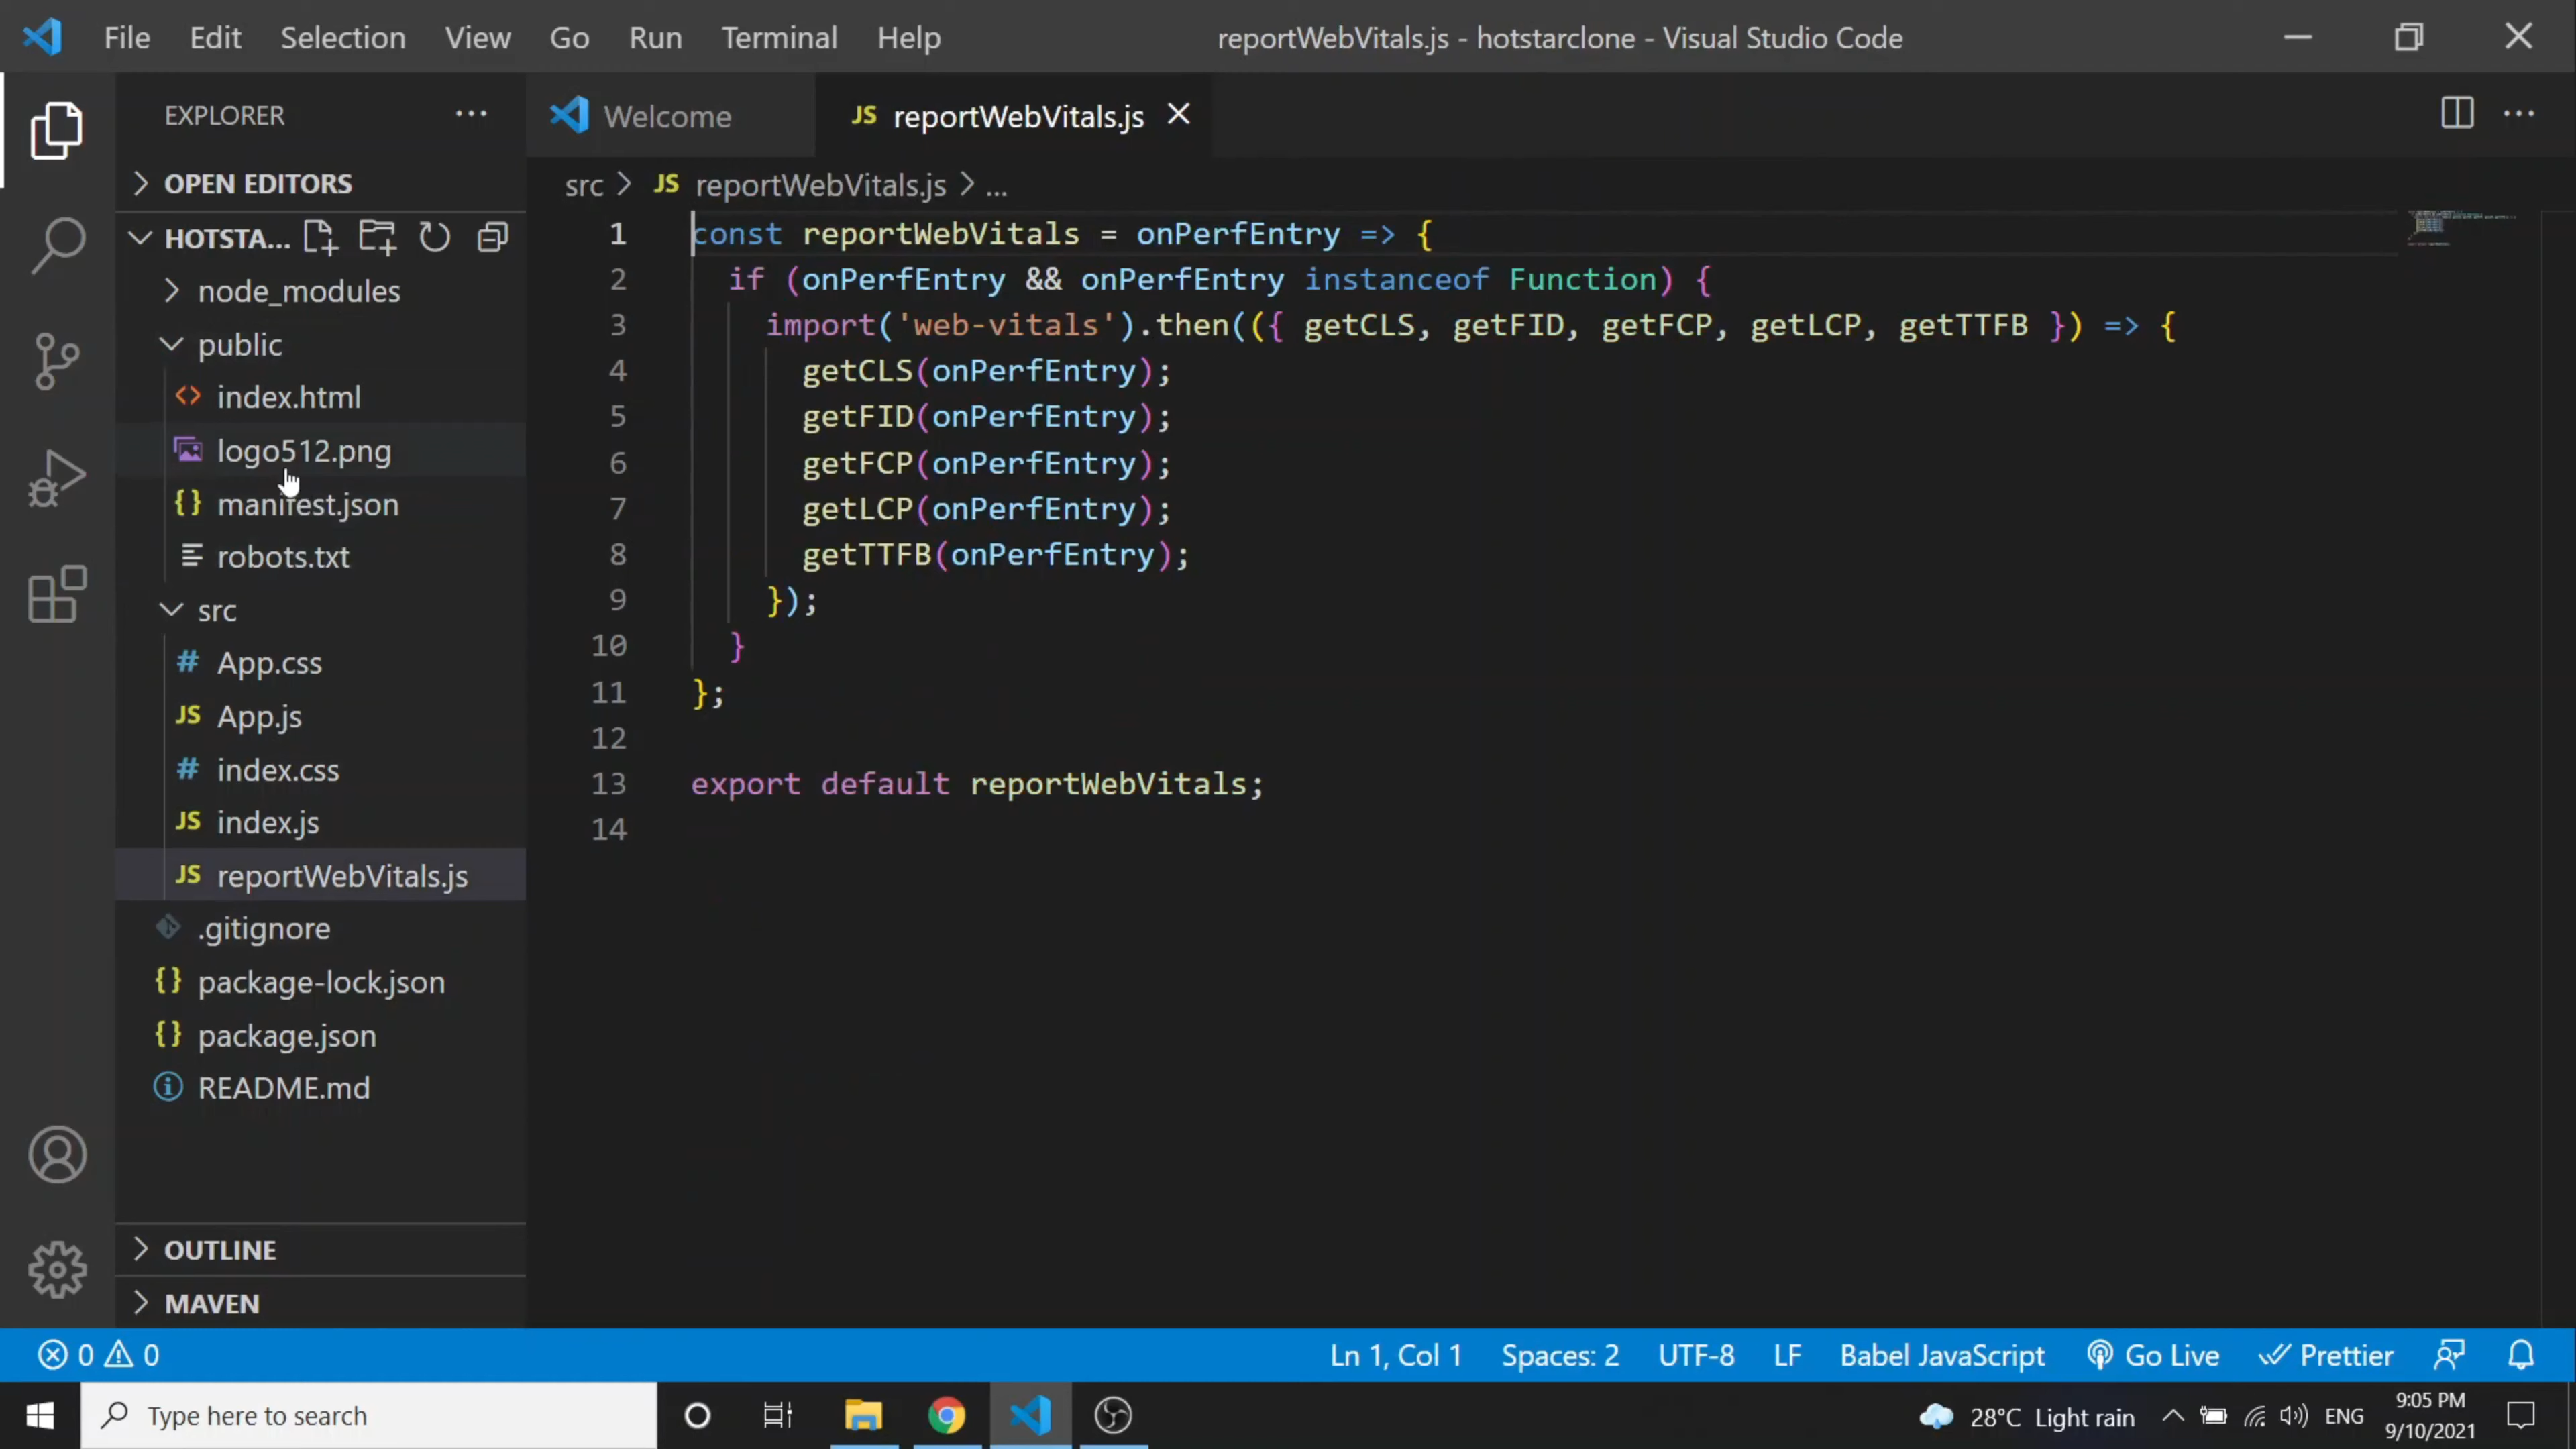 File Edit Selection View Go Run Terminal Help
reportWebVitals.js - hotstarclone - Visual Studio Code
EXPLORER
OPEN EDITORS
HOTSTA...
node_modules
public
index.html
logo512.png
manifest.json
robots.txt
src
App.css
App.js
index.css
index.js
reportWebVitals.js
.gitignore
package-lock.json
package.json
README.md
OUTLINE
MAVEN
Welcome
JS reportWebVitals.js
src > JS reportWebVitals.js > ...
1 const reportWebVitals = onPerfEntry => {
2   if (onPerfEntry && onPerfEntry instanceof Function) {
3     import('web-vitals').then(({ getCLS, getFID, getFCP, getLCP, getTTFB }) => {
4       getCLS(onPerfEntry);
5       getFID(onPerfEntry);
6       getFCP(onPerfEntry);
7       getLCP(onPerfEntry);
8       getTTFB(onPerfEntry);
9     });
10   }
11 };
12
13 export default reportWebVitals;
14
0 0
Ln 1, Col 1 Spaces: 2 UTF-8 LF Babel JavaScript Go Live Prettier
Type here to search
28°C Light rain
ENG
9:05 PM
9/10/2021